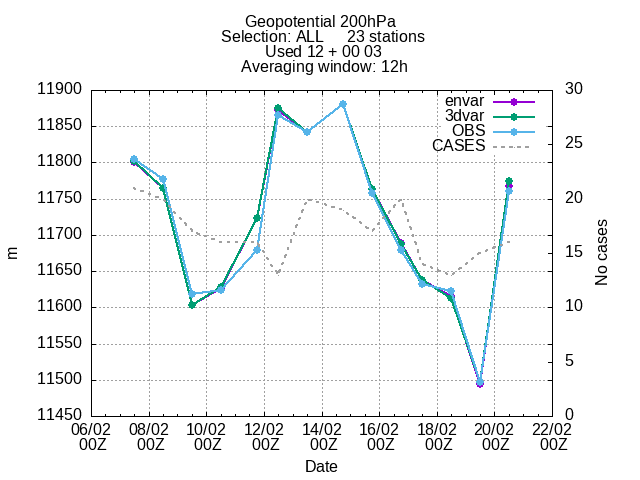 Geopotential 200hPa
Selection: ALL 23 stations
Used 12 + 00 03
Averaging window: 12h
envar
3dvar
OBS
CASES
11900
11850
11800
11750
11700
11650
11600
11550
11500
11450
m
30
25
20
15
10
5
0
No cases
06/02 08/02 10/02 12/02 14/02 16/02 18/02 20/02 22/02
00Z 00Z 00Z 00Z 00Z 00Z 00Z 00Z 00Z
Date